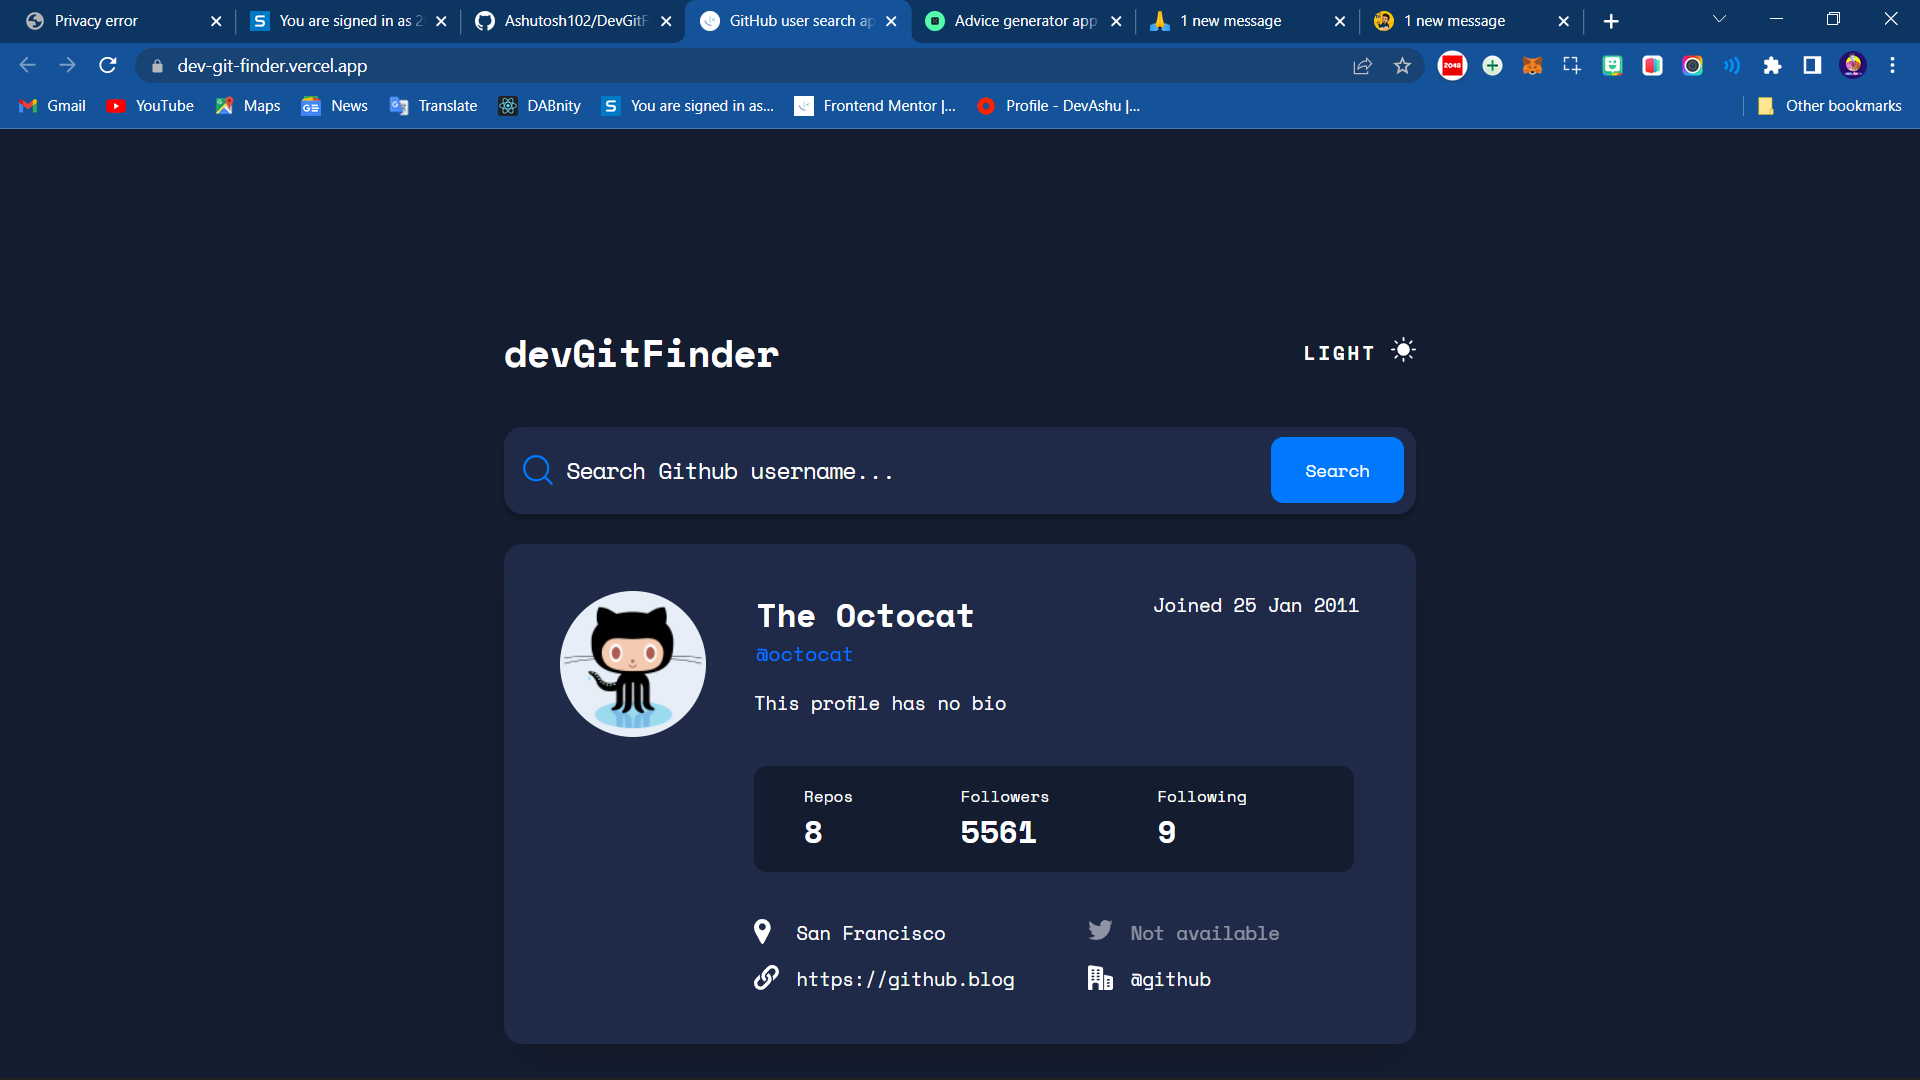 Privacy error
You are signed in as 2
Ashutosh102/DevGitF
GitHub user search ap
Advice generator app
1 new message
1 new message
dev-git-finder.vercel.app
2048
Gmail
YouTube
Maps
News
Translate
DABnity
You are signed in as...
Frontend Mentor |...
Profile - DevAshu |...
Other bookmarks
devGitFinder
LIGHT
Search Github username...
Search
The Octocat
Joined 25 Jan 2011
@octocat
This profile has no bio
Repos Followers Following
8 5561 9
San Francisco
Not available
https://github.blog
@github